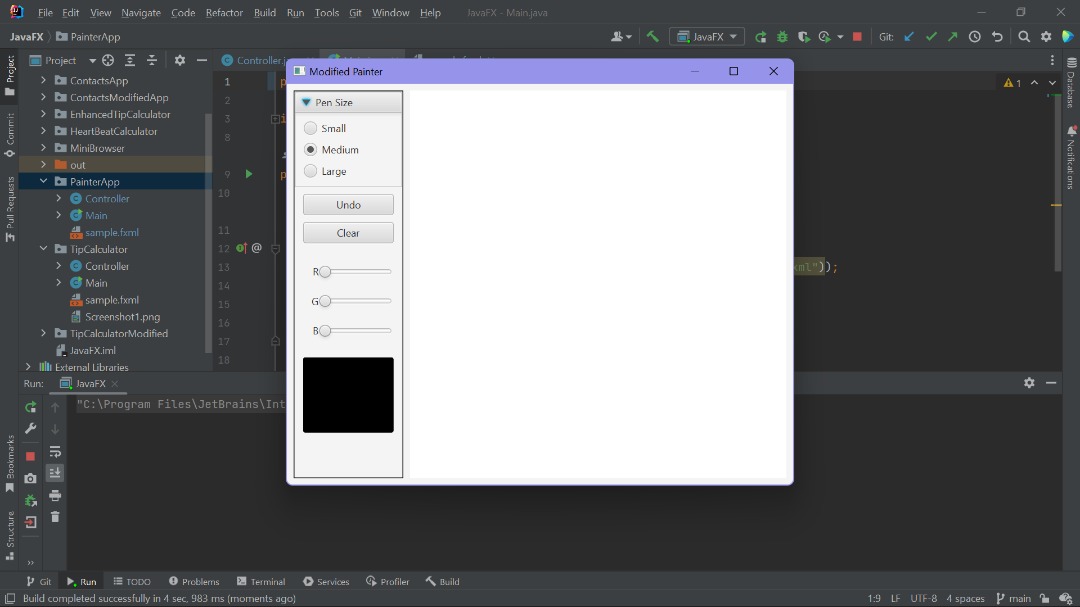 File Edit View Navigate Code Refactor Build Run Tools Git Window Help JavaFX - Main.java
JavaFX PainterApp JavaFX Git:
Project Controller.j
Modified Painter
Project
Commit
Pull Requests
Bookmarks
Structure
ContactsApp
ContactsModifiedApp
EnhancedTipCalculator
HeartBeatCalculator
MiniBrowser
out
PainterApp
Controller
Main
sample.fxml
TipCalculator
Controller
Main
sample.fxml
Screenshot1.png
TipCalculatorModified
JavaFX.iml
External Libraries
1
2
3
8
9
10
11
12 @
13
14
15
16
17
18
Pen Size
Small
Medium
Large
Undo
Clear
R
G
B
xml"));
1
Database
Notifications
Run: JavaFX
"C:\Program Files\JetBrains\Int
Git Run TODO Problems Terminal Services Profiler Build
Build completed successfully in 4 sec, 983 ms (moments ago) 1:9 LF UTF-8 4 spaces main